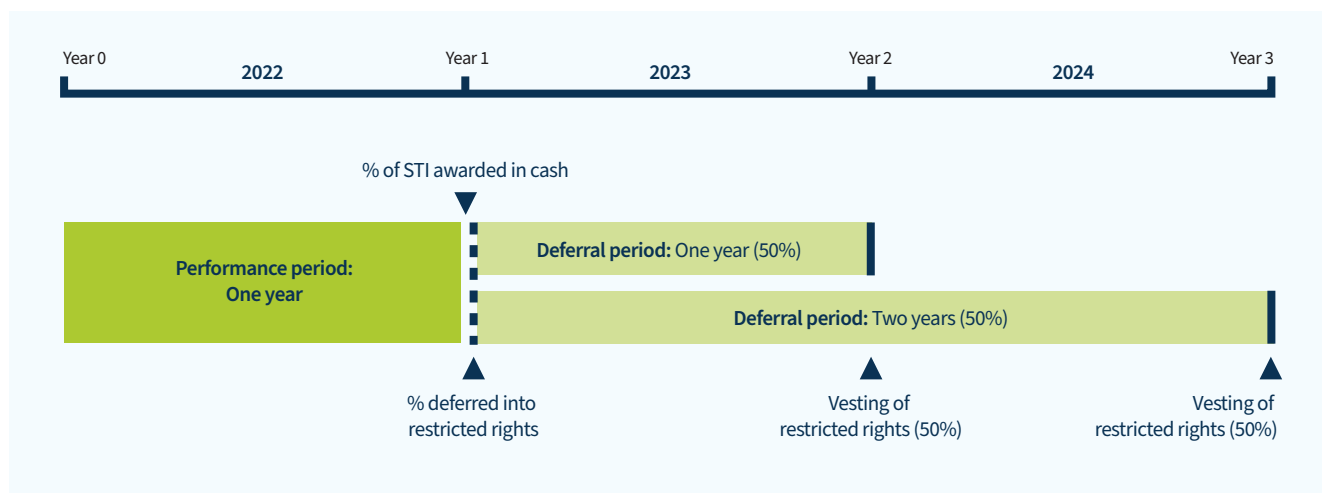 Year 0
2022
Year 1
2023
Year 2
2024
Year 3
% of STI awarded in cash
Performance period:
One year
Deferral period: One year (50%)
Deferral period: Two years (50%)
% deferred into
restricted rights
Vesting of
restricted rights (50%)
Vesting of
restricted rights (50%)